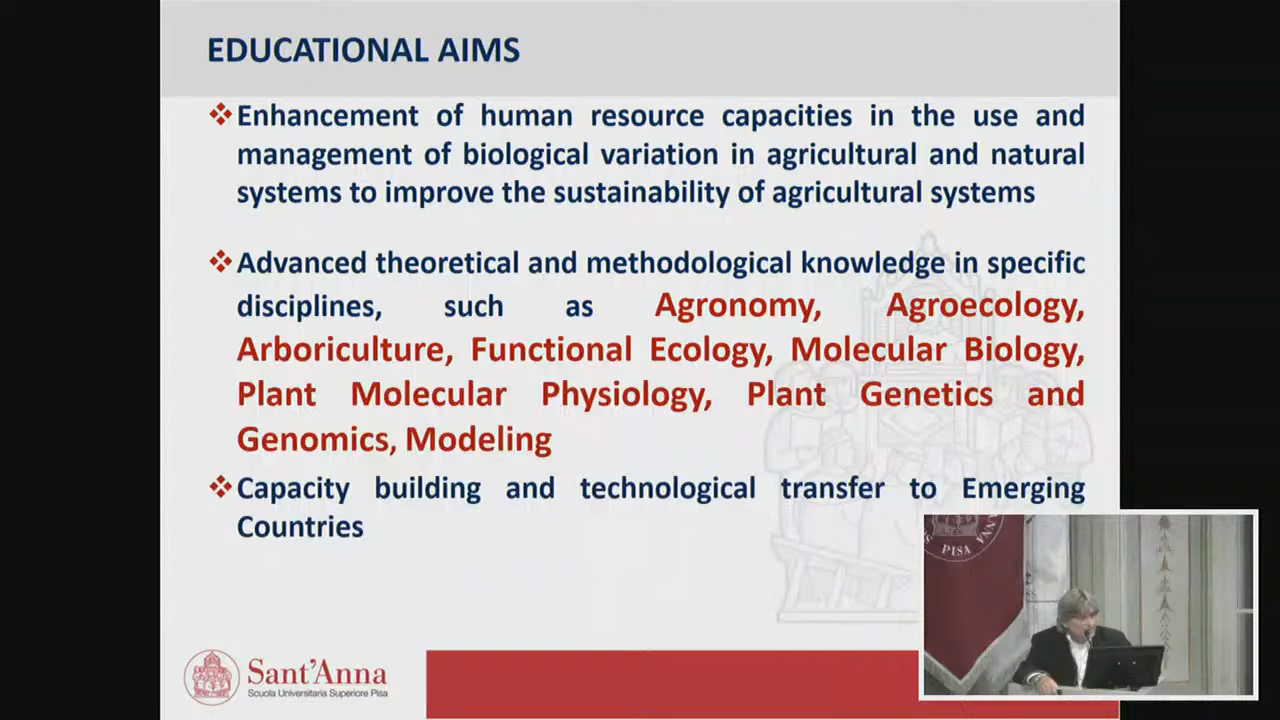 EDUCATIONAL AIMS
Enhancement of human resource capacities in the use and
management of biological variation in agricultural and natural
systems to improve the sustainability of agricultural systems
Advanced theoretical and methodological knowledge in specific
disciplines, such as Agronomy, Agroecology,
Arboriculture, Functional Ecology, Molecular Biology,
Plant Molecular Physiology, Plant Genetics and
Genomics, Modeling
Capacity building and technological transfer to Emerging
Countries
Sant'Anna
Scuola Universitaria Superiore Pisa
PISA